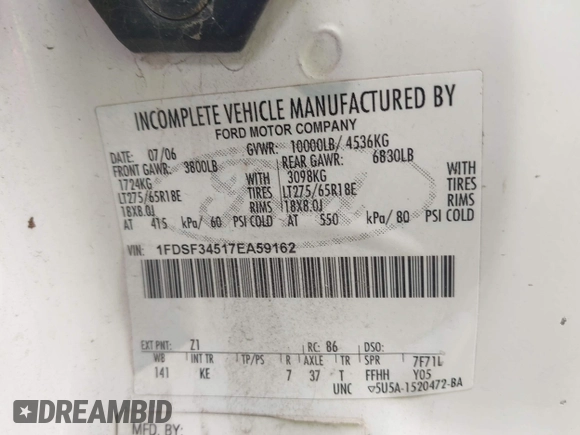 INCOMPLETE VEHICLE MANUFACTURED BY
FORD MOTOR COMPANY
DATE: 07/06 GVWR: 10000LB/ 4536KG
FRONT GAWR: 3800LB REAR GAWR: 6830LB
1724KG WITH 3098KG WITH
LT275/65R18E TIRES LT275/65R18E TIRES
18X8.0J RIMS 18X8.0J RIMS
AT 415 kPa/ 60 PSI COLD AT 550 kPa/ 80 PSI COLD
VIN: 1FDSF34517EA59162
EXT PNT: Z1 RC: 86 DSO:
WB INT TR TP/PS R AXLE TR SPR 7F71L
141 KE 7 37 T FFHH Y05
UNC 5U5A-1520472-BA
MFD. BY:
DREAMBID